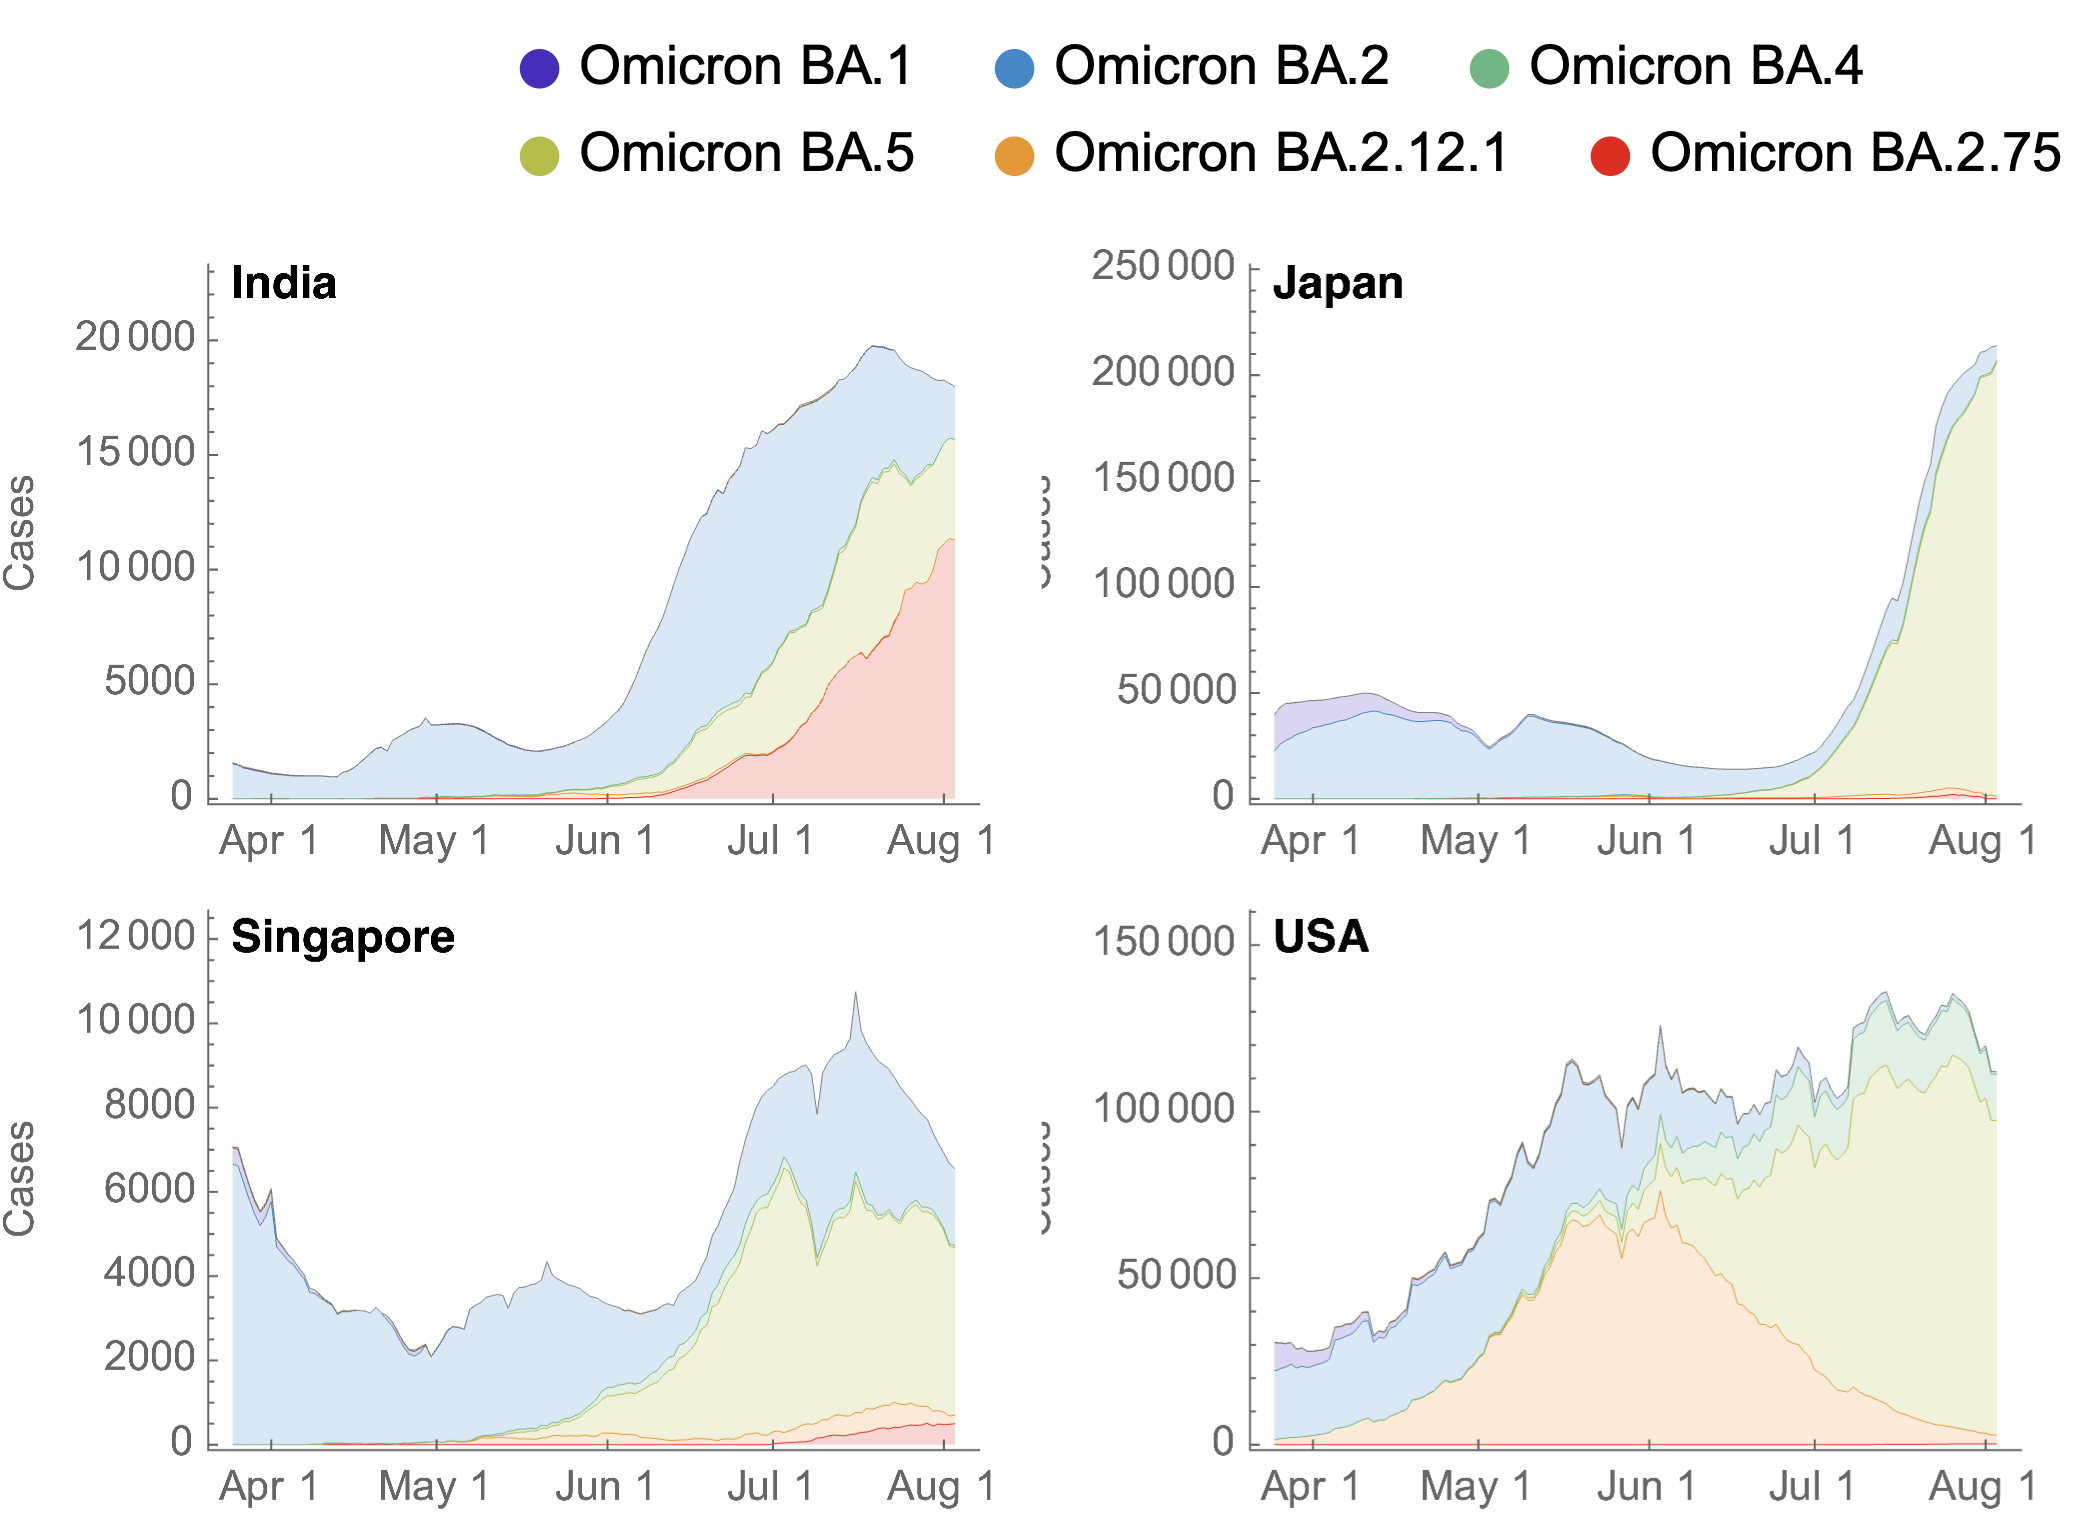 Omicron BA.1 Omicron BA.2 Omicron BA.4
Omicron BA.5 Omicron BA.2.12.1 Omicron BA.2.75
India
20 000
15 000
10 000
5000
0
Cases
Apr 1 May 1 Jun 1 Jul 1 Aug 1
Japan
250 000
200 000
150 000
100 000
50 000
0
Apr 1 May 1 Jun 1 Jul 1 Aug 1
Singapore
12 000
10 000
8000
6000
4000
2000
0
Cases
Apr 1 May 1 Jun 1 Jul 1 Aug 1
USA
150 000
100 000
50 000
0
Apr 1 May 1 Jun 1 Jul 1 Aug 1